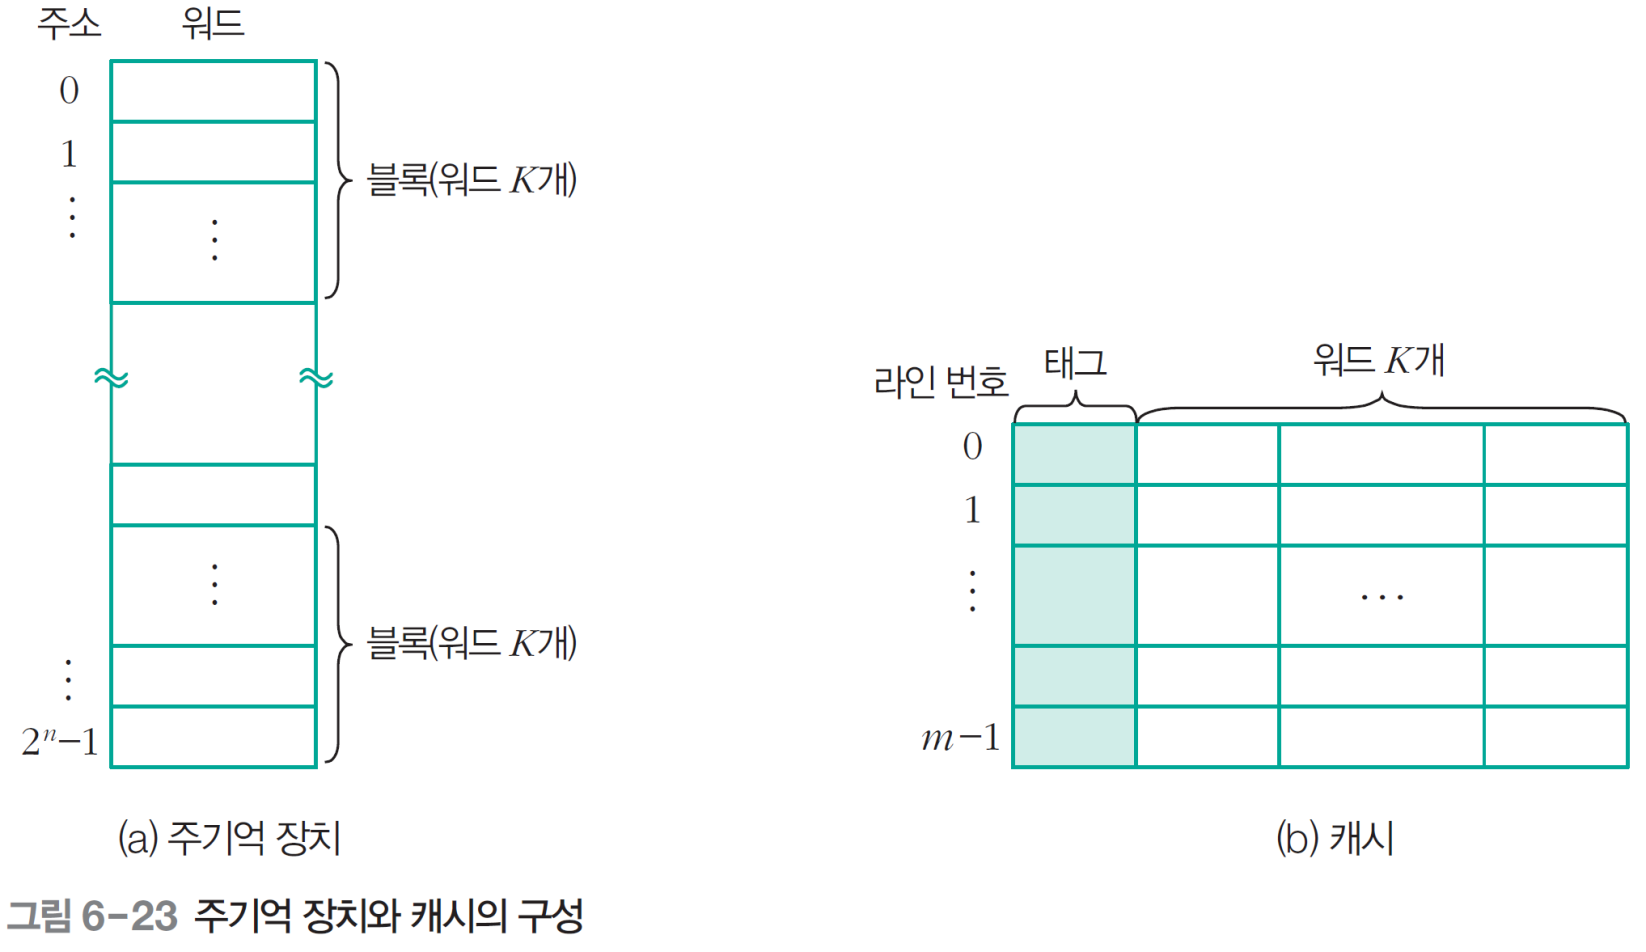 주소 워드
0
1
⋮
⋮
블록(워드 K개)
⋮
블록(워드 K개)
⋮
2ⁿ−1
(a) 주기억 장치
라인 번호 태그 워드 K개
0
1
⋮
⋯
m−1
(b) 캐시
그림 6-23 주기억 장치와 캐시의 구성